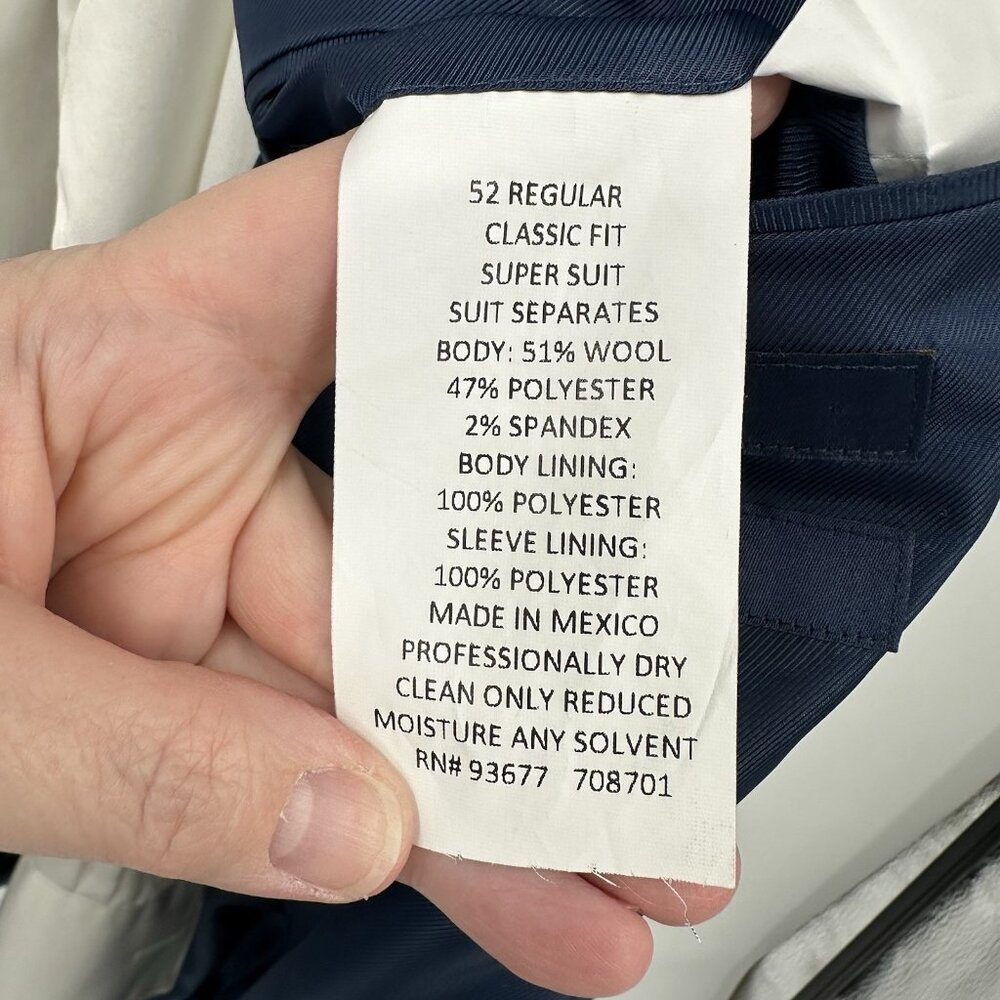 52 REGULAR
CLASSIC FIT
SUPER SUIT
SUIT SEPARATES
BODY: 51% WOOL
47% POLYESTER
2% SPANDEX
BODY LINING:
100% POLYESTER
SLEEVE LINING:
100% POLYESTER
MADE IN MEXICO
PROFESSIONALLY DRY
CLEAN ONLY REDUCED
MOISTURE ANY SOLVENT
RN# 93677 708701